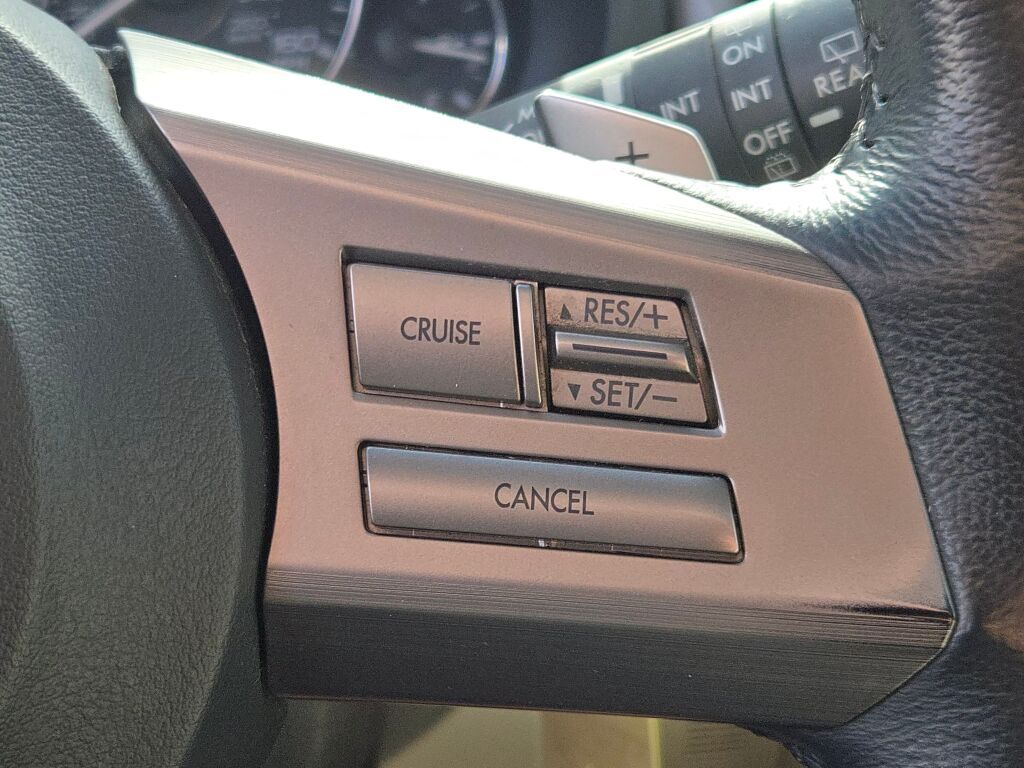 ON
INT
INT
REA
OFF
+
CRUISE
▲ RES/+
▼ SET/−
CANCEL